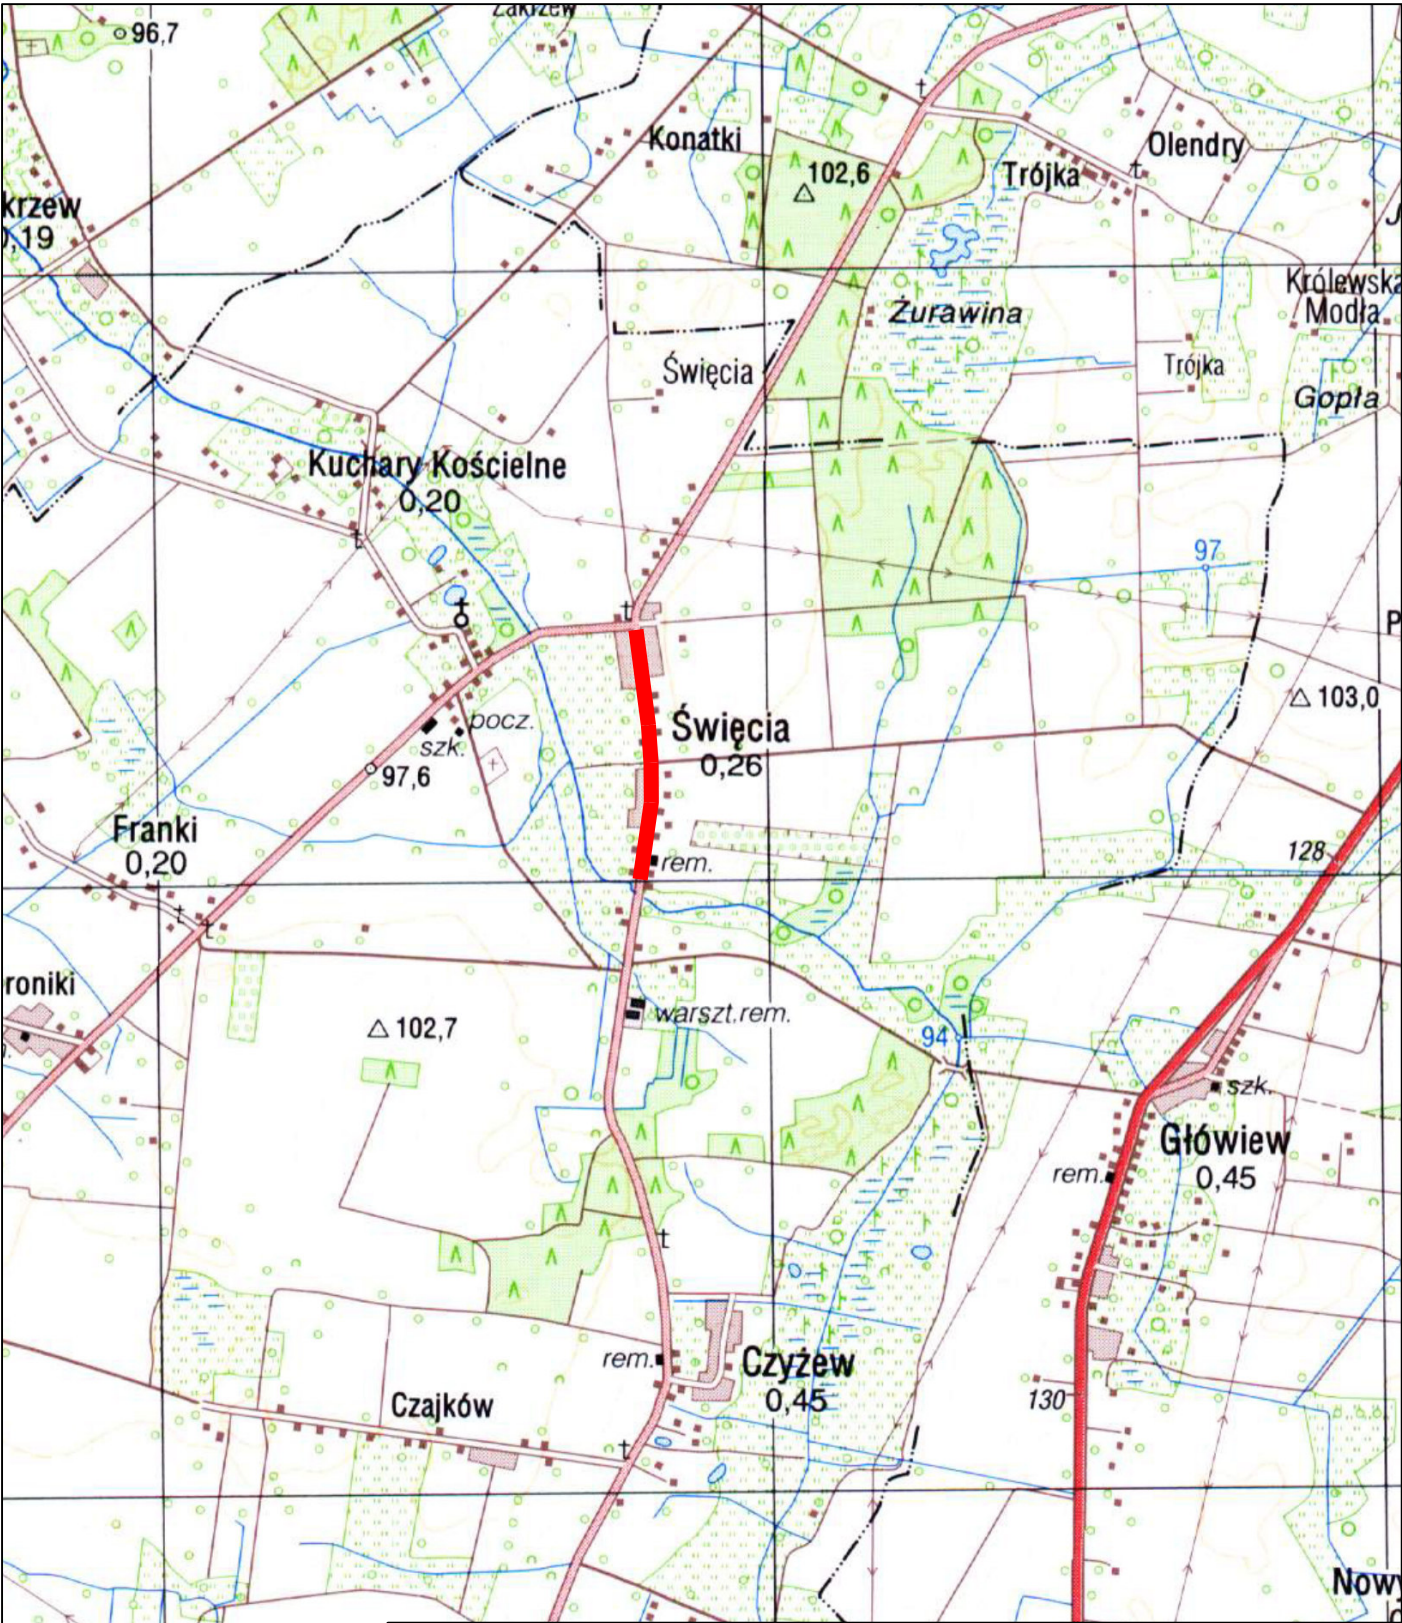 96,7
Zakrzew
Konatki
102,6
Olendry
Trójka
krzew
0,19
Królewska
Modła
Żurawina
Święcia
Trójka
Gopła
Kuchary Kościelne
0,20
97
P
103,0
Święcia
0,26
pocz.
szk.
97,6
Franki
0,20
rem.
128
roniki
102,7
warszt.rem.
94
szk.
Główiew
0,45
rem.
rem.
Czyżew
0,45
Czajków
130
Nowy